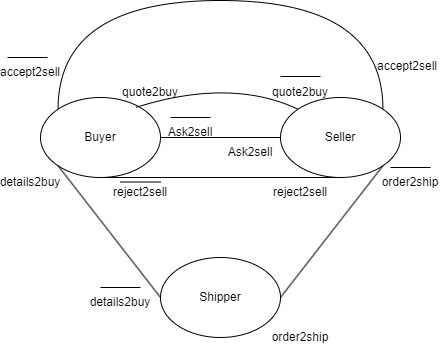 accept2sell
accept2sell
quote2buy
quote2buy
Buyer
Ask2sell
Seller
Ask2sell
details2buy
reject2sell
reject2sell
order2ship
details2buy
Shipper
order2ship